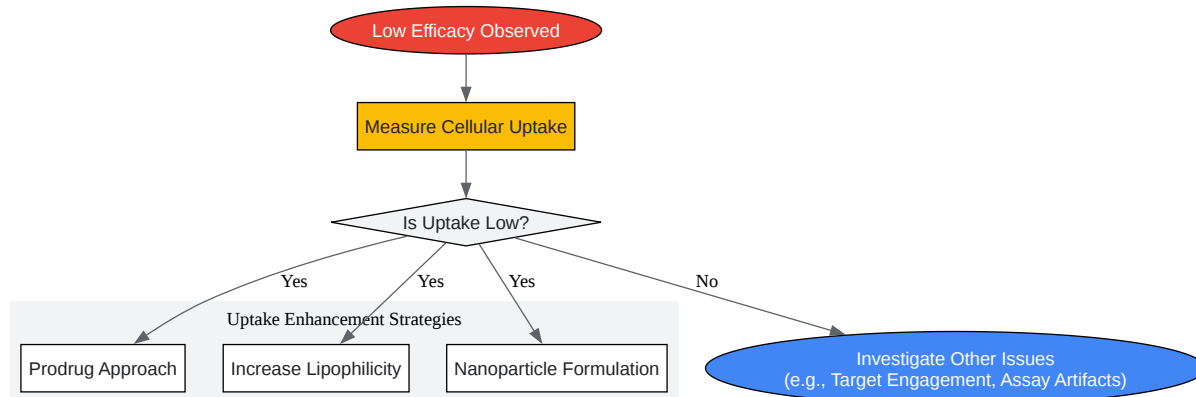 Low Efficacy Observed
Measure Cellular Uptake
Is Uptake Low?
Yes
Yes
Yes
No
Uptake Enhancement Strategies
Prodrug Approach
Increase Lipophilicity
Nanoparticle Formulation
Investigate Other Issues
(e.g., Target Engagement, Assay Artifacts)